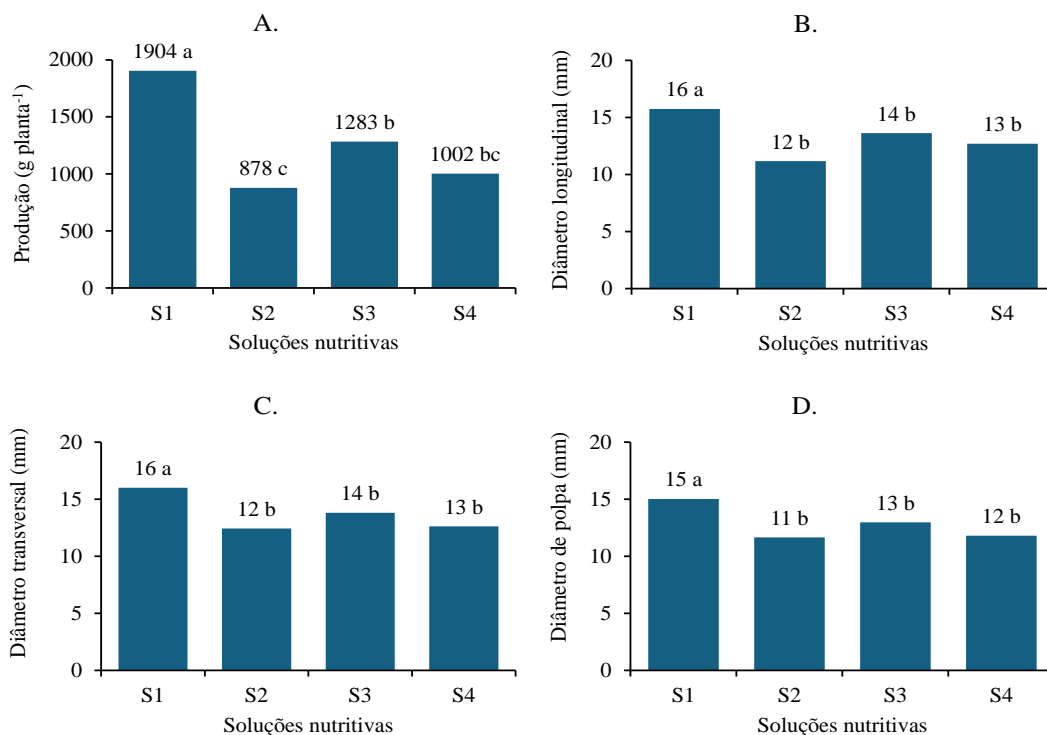 A.
Produção (g planta⁻¹)
2000
1500
1000
500
0
1904 a
878 c
1283 b
1002 bc
S1 S2 S3 S4
Soluções nutritivas
B.
Diâmetro longitudinal (mm)
20
15
10
5
0
16 a
12 b
14 b
13 b
S1 S2 S3 S4
Soluções nutritivas
C.
Diâmetro transversal (mm)
20
15
10
5
0
16 a
12 b
14 b
13 b
S1 S2 S3 S4
Soluções nutritivas
D.
Diâmetro de polpa (mm)
20
15
10
5
0
15 a
11 b
13 b
12 b
S1 S2 S3 S4
Soluções nutritivas